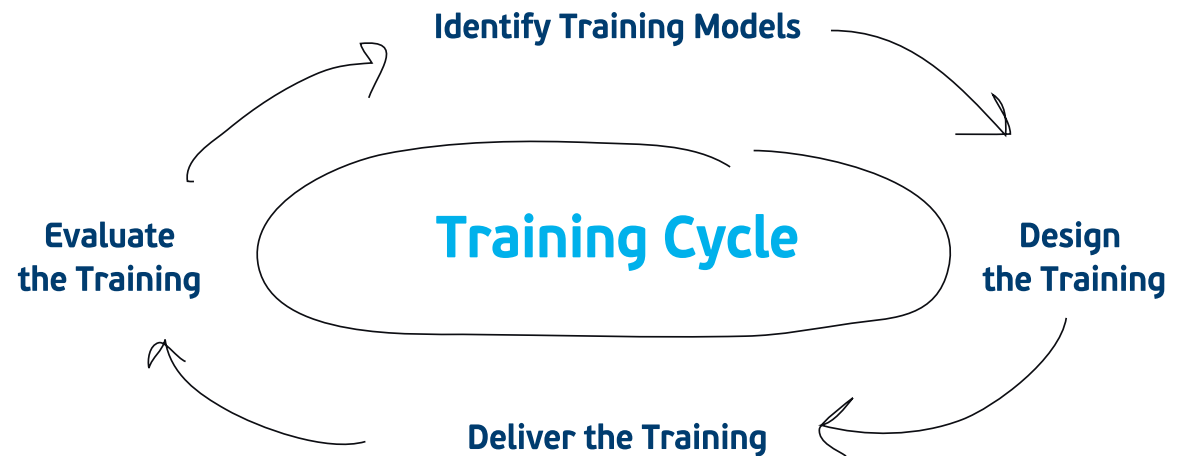 Identify Training Models
Training Cycle
Evaluate
the Training
Design
the Training
Deliver the Training